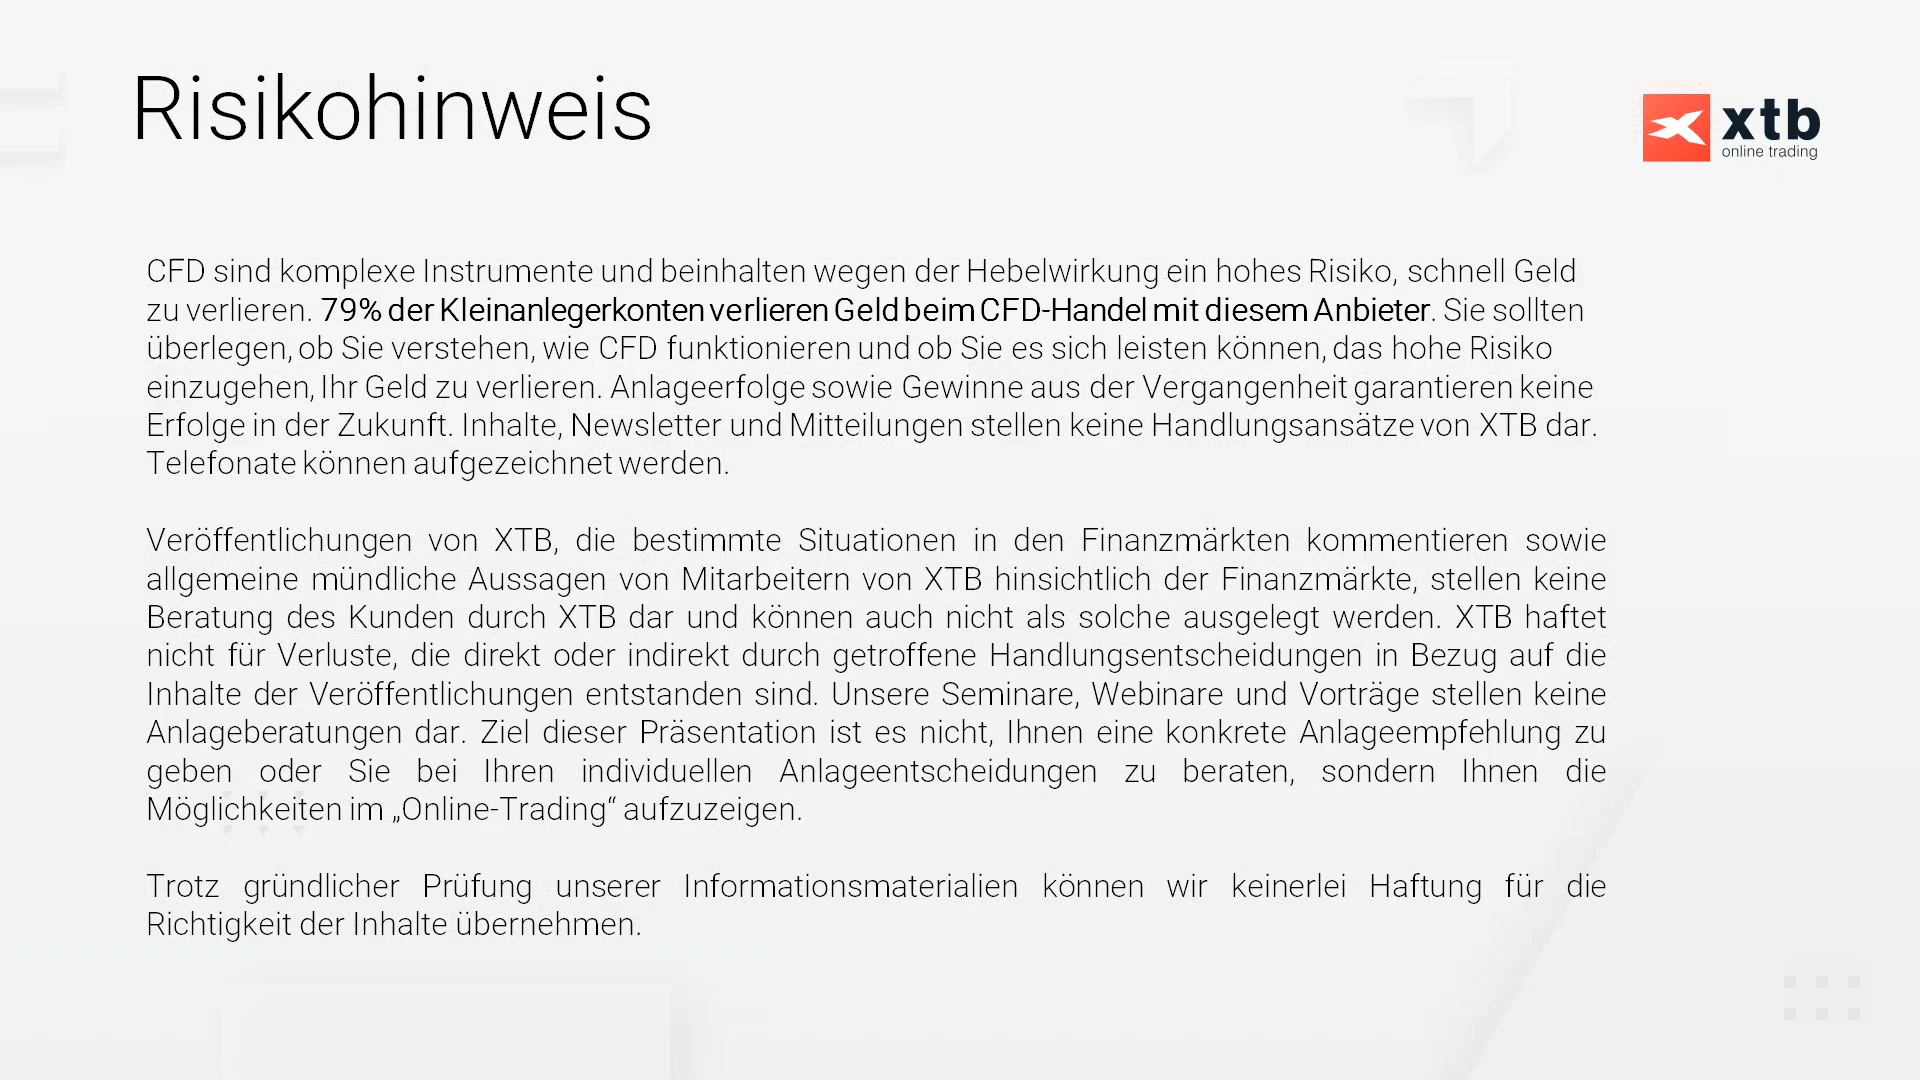 Risikohinweis
xtb
online trading
CFD sind komplexe Instrumente und beinhalten wegen der Hebelwirkung ein hohes Risiko, schnell Geld
zu verlieren. 79% der Kleinanlegerkonten verlieren Geld beim CFD-Handel mit diesem Anbieter. Sie sollten
überlegen, ob Sie verstehen, wie CFD funktionieren und ob Sie es sich leisten können, das hohe Risiko
einzugehen, Ihr Geld zu verlieren. Anlageerfolge sowie Gewinne aus der Vergangenheit garantieren keine
Erfolge in der Zukunft. Inhalte, Newsletter und Mitteilungen stellen keine Handlungsansätze von XTB dar.
Telefonate können aufgezeichnet werden.
Veröffentlichungen von XTB, die bestimmte Situationen in den Finanzmärkten kommentieren sowie
allgemeine mündliche Aussagen von Mitarbeitern von XTB hinsichtlich der Finanzmärkte, stellen keine
Beratung des Kunden durch XTB dar und können auch nicht als solche ausgelegt werden. XTB haftet
nicht für Verluste, die direkt oder indirekt durch getroffene Handlungsentscheidungen in Bezug auf die
Inhalte der Veröffentlichungen entstanden sind. Unsere Seminare, Webinare und Vorträge stellen keine
Anlageberatungen dar. Ziel dieser Präsentation ist es nicht, Ihnen eine konkrete Anlageempfehlung zu
geben oder Sie bei Ihren individuellen Anlageentscheidungen zu beraten, sondern Ihnen die
Möglichkeiten im „Online-Trading“ aufzuzeigen.
Trotz gründlicher Prüfung unserer Informationsmaterialien können wir keinerlei Haftung für die
Richtigkeit der Inhalte übernehmen.